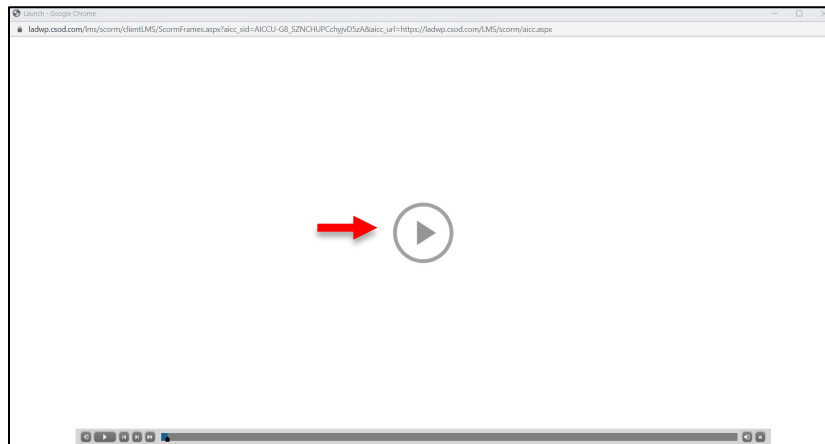 Launch - Google Chrome
ladwp.csod.com/lms/scorm/clientLMS/ScormFrames.aspx?aicc_sid=AICCU-G8_SZNCHUPCchyjvD5zA&aicc_url=https://ladwp.csod.com/LMS/scorm/aicc.aspx